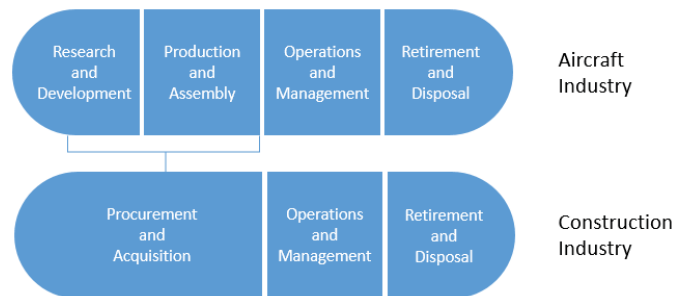 Research
and
Development
Production
and
Assembly
Operations
and
Management
Retirement
and
Disposal
Aircraft
Industry
Procurement
and
Acquisition
Operations
and
Management
Retirement
and
Disposal
Construction
Industry